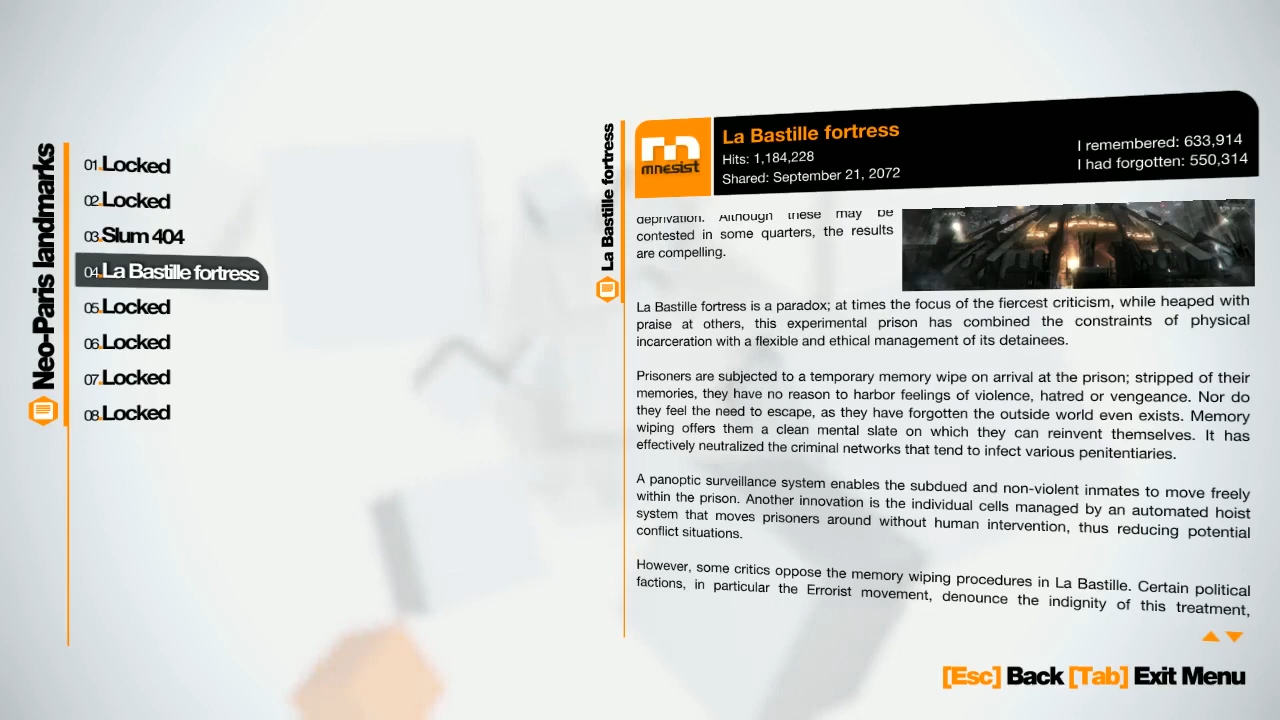 Neo-Paris landmarks
01.Locked
02.Locked
03.Slum 404
04.La Bastille fortress
05.Locked
06.Locked
07.Locked
08.Locked
La Bastille fortress
mnesist
La Bastille fortress
Hits: 1,184,228
Shared: September 21, 2072
I remembered: 633,914
I had forgotten: 550,314
deprivation. Although these may be
contested in some quarters, the results
are compelling.
La Bastille fortress is a paradox; at times the focus of the fiercest criticism, while heaped with
praise at others, this experimental prison has combined the constraints of physical
incarceration with a flexible and ethical management of its detainees.
Prisoners are subjected to a temporary memory wipe on arrival at the prison; stripped of their
memories, they have no reason to harbor feelings of violence, hatred or vengeance. Nor do
they feel the need to escape, as they have forgotten the outside world even exists. Memory
wiping offers them a clean mental slate on which they can reinvent themselves. It has
effectively neutralized the criminal networks that tend to infect various penitentiaries.
A panoptic surveillance system enables the subdued and non-violent inmates to move freely
within the prison. Another innovation is the individual cells managed by an automated hoist
system that moves prisoners around without human intervention, thus reducing potential
conflict situations.
However, some critics oppose the memory wiping procedures in La Bastille. Certain political
factions, in particular the Errorist movement, denounce the indignity of this treatment,
[Esc] Back [Tab] Exit Menu